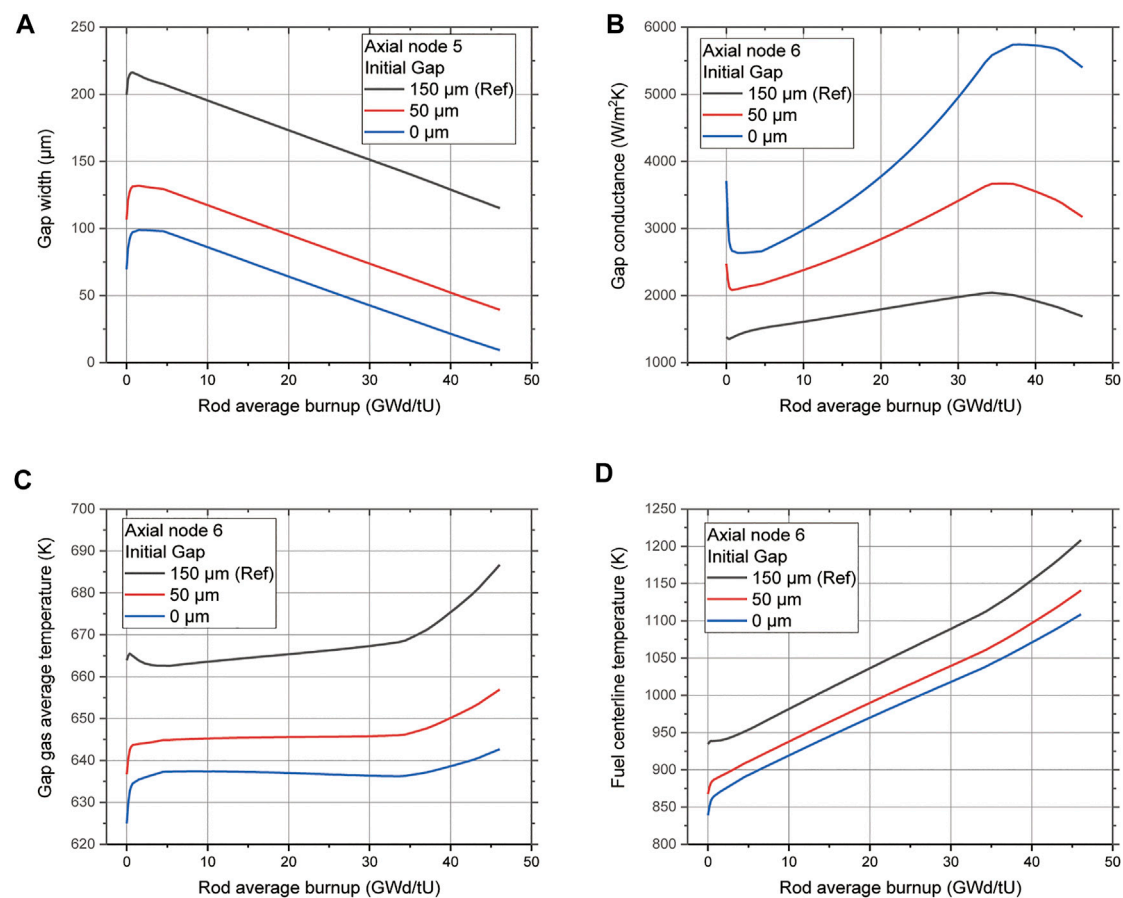 A
250
200
150
100
50
0
Gap width (µm)
Axial node 5
Initial Gap
150 µm (Ref)
50 µm
0 µm
0 10 20 30 40 50
Rod average burnup (GWd/tU)
B
6000
5000
4000
3000
2000
1000
Gap conductance (W/m²K)
Axial node 6
Initial Gap
150 µm (Ref)
50 µm
0 µm
0 10 20 30 40 50
Rod average burnup (GWd/tU)
C
700
690
680
670
660
650
640
630
620
Gap gas average temperature (K)
Axial node 6
Initial Gap
150 µm (Ref)
50 µm
0 µm
0 10 20 30 40 50
Rod average burnup (GWd/tU)
D
1250
1200
1150
1100
1050
1000
950
900
850
800
Fuel centerline temperature (K)
Axial node 6
Initial Gap
150 µm (Ref)
50 µm
0 µm
0 10 20 30 40 50
Rod average burnup (GWd/tU)